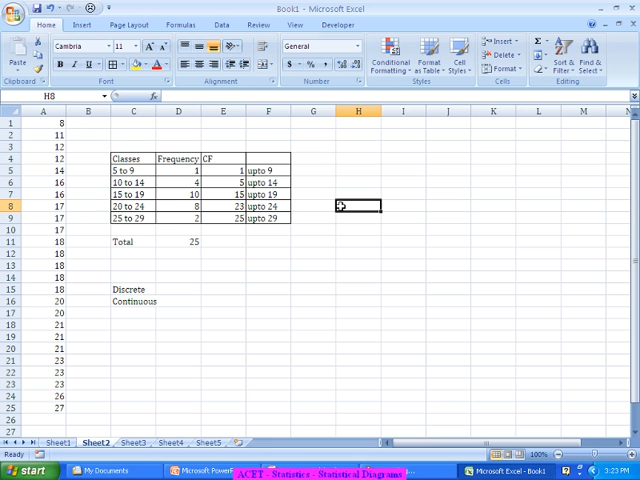 Book1 - Microsoft Excel
Home Insert Page Layout Formulas Data Review View Developer
Paste
Cambria 11
General
Conditional Formatting
Format as Table
Cell Styles
Insert
Delete
Format
Sort & Filter
Find & Select
Clipboard Font Alignment Number Styles Cells Editing
H8 fx
A B C D E F G H I J K L M N
1 8
2 11
3 12
4 12 Classes Frequency CF
5 14 5 to 9 1 1 upto 9
6 16 10 to 14 4 5 upto 14
7 16 15 to 19 10 15 upto 19
8 17 20 to 24 8 23 upto 24
9 17 25 to 29 2 25 upto 29
10 17
11 18 Total 25
12 18
13 18
14 18
15 18 Discrete
16 20 Continuous
17 20
18 21
19 21
20 21
21 23
22 23
23 23
24 26
25 27
Sheet1 Sheet2 Sheet3 Sheet4 Sheet5
Ready 100%
start My Documents Microsoft Power Microsoft Excel - Book1 3:23 PM
ACET - Statistics - Statistical Diagrams